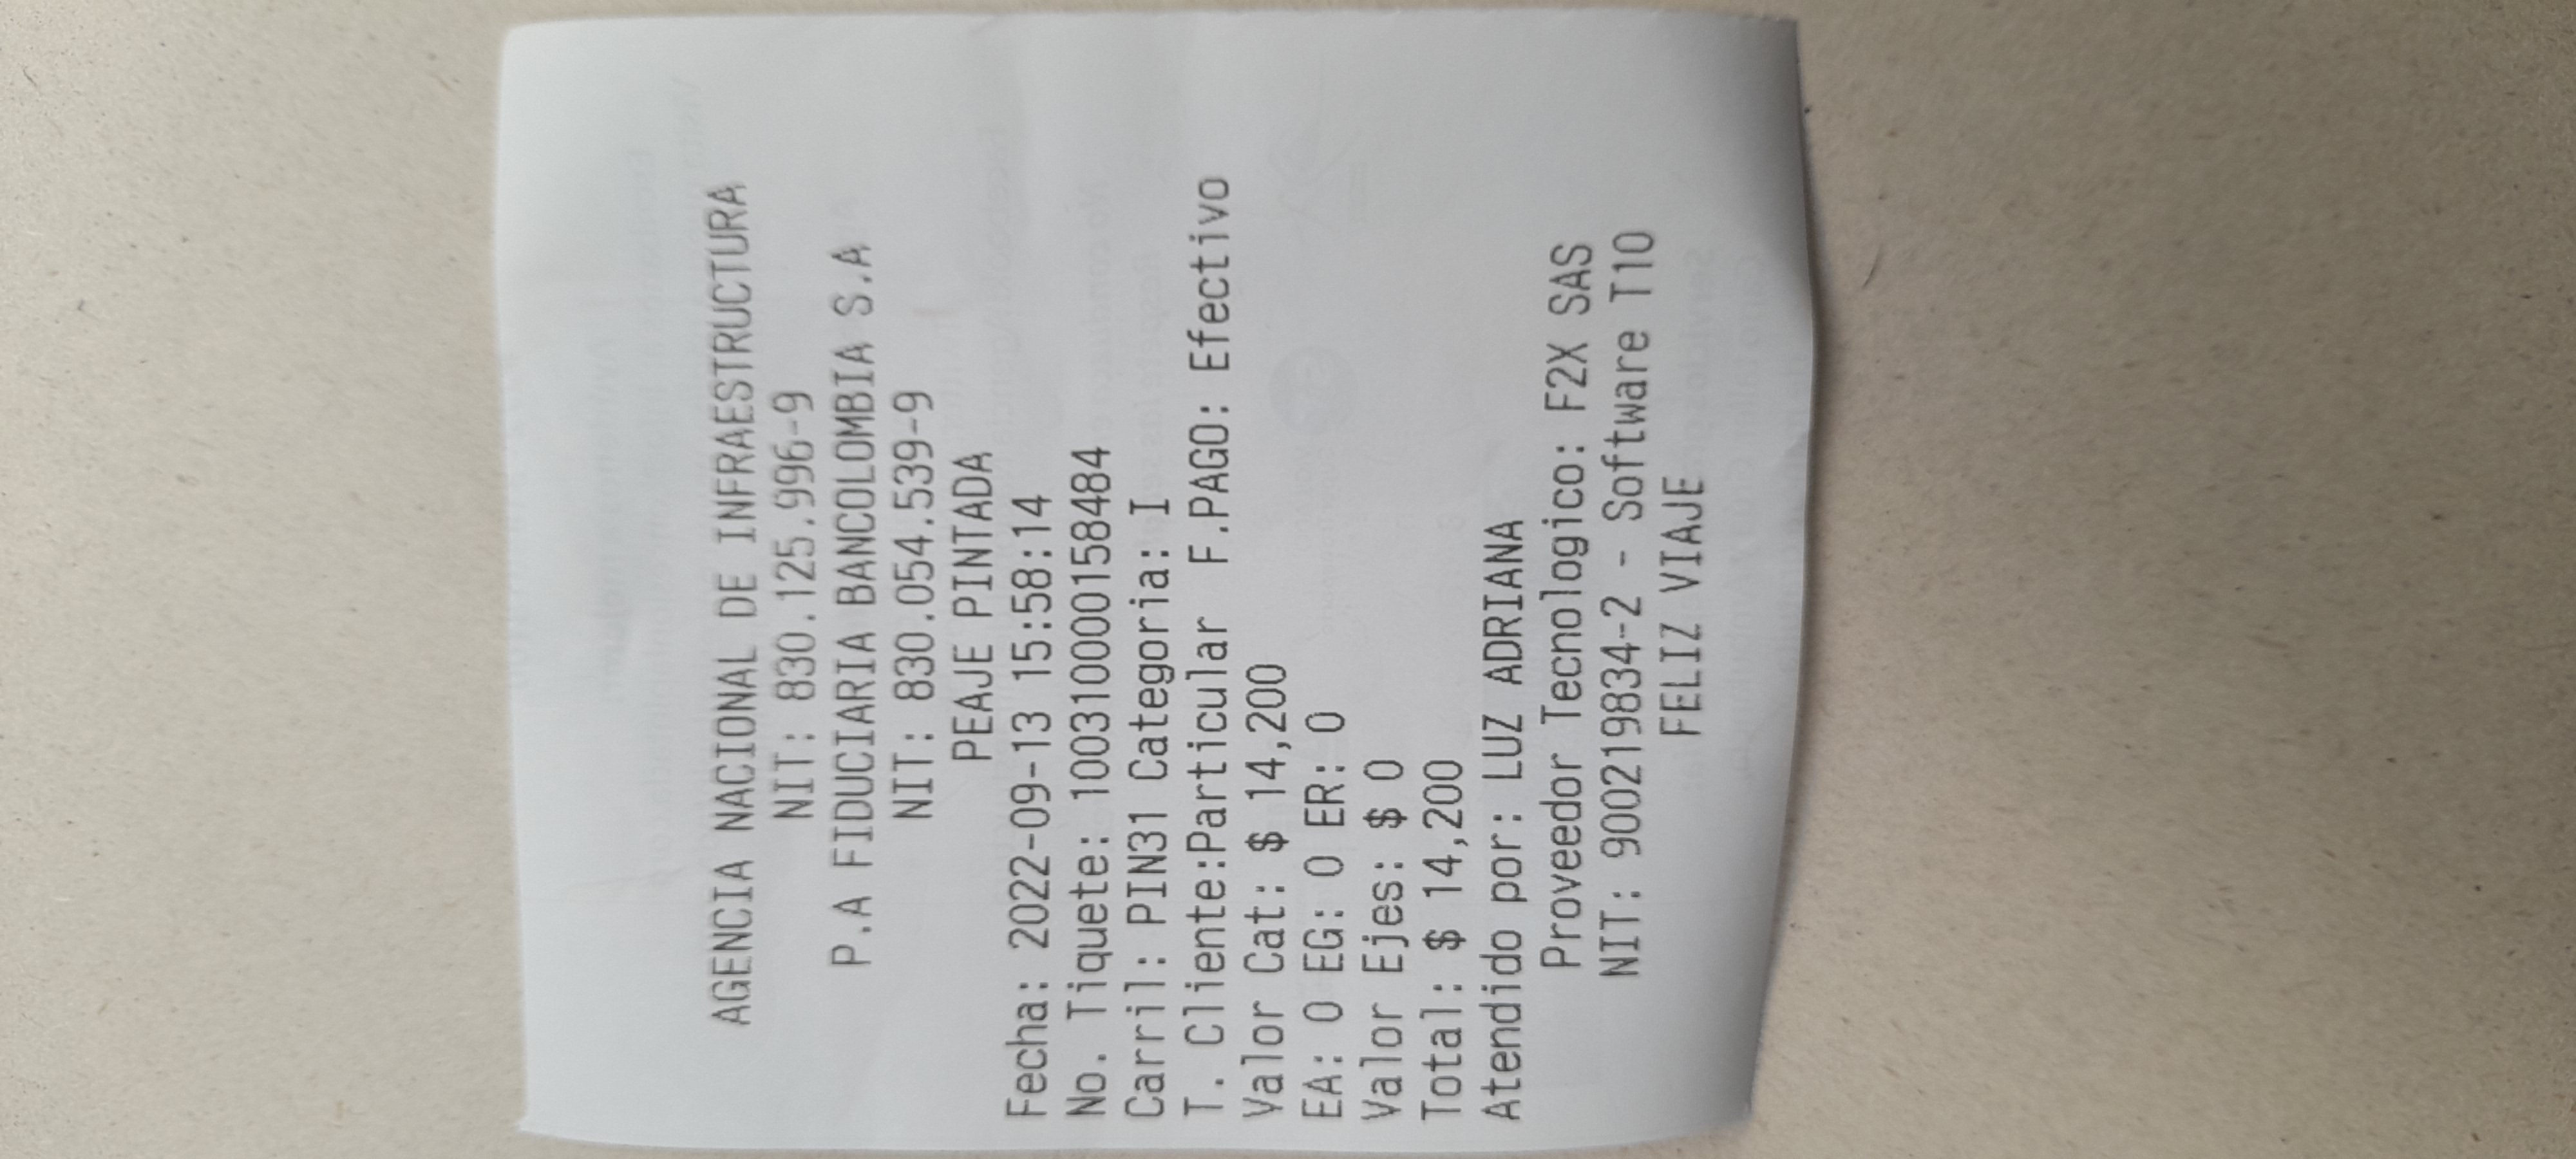 AGENCIA NACIONAL DE INFRAESTRUCTURA
NIT: 830.125.996-9
P.A FIDUCIARIA BANCOLOMBIA S.A
NIT: 830.054.539-9
PEAJE PINTADA
Fecha: 2022-09-13 15:58:14
No. Tiquete: 10031000001584​84
Carril: PIN31 Categoria: I
T. Cliente:Particular F.PAGO: Efectivo
Valor Cat: $ 14,200
EA: 0 EG: 0 ER: 0
Valor Ejes: $ 0
Total: $ 14,200
Atendido por: LUZ ADRIANA
Proveedor Tecnologico: F2X SAS
NIT: 900219834-2 - Software T10
FELIZ VIAJE